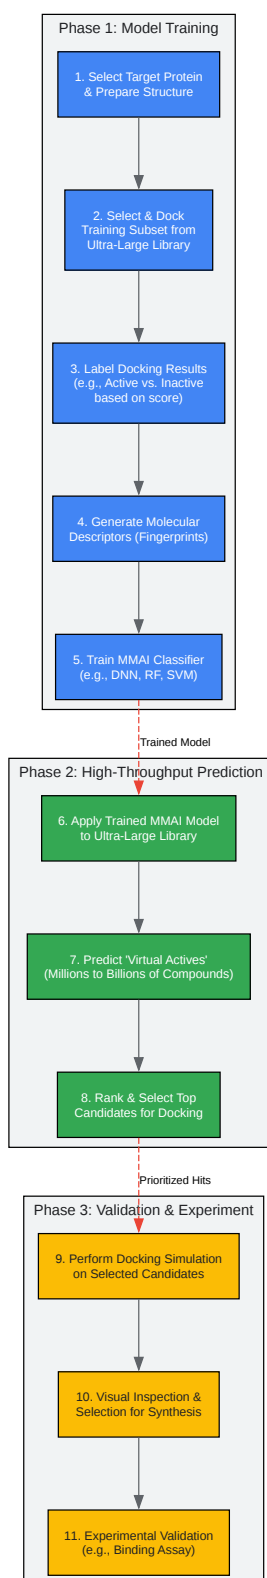 Phase 1: Model Training
1. Select Target Protein
& Prepare Structure
2. Select & Dock
Training Subset from
Ultra-Large Library
3. Label Docking Results
(e.g., Active vs. Inactive
based on score)
4. Generate Molecular
Descriptors (Fingerprints)
5. Train MMAI Classifier
(e.g., DNN, RF, SVM)
Trained Model
Phase 2: High-Throughput Prediction
6. Apply Trained MMAI Model
to Ultra-Large Library
7. Predict 'Virtual Actives'
(Millions to Billions of Compounds)
8. Rank & Select Top
Candidates for Docking
Prioritized Hits
Phase 3: Validation & Experiment
9. Perform Docking Simulation
on Selected Candidates
10. Visual Inspection &
Selection for Synthesis
11. Experimental Validation
(e.g., Binding Assay)